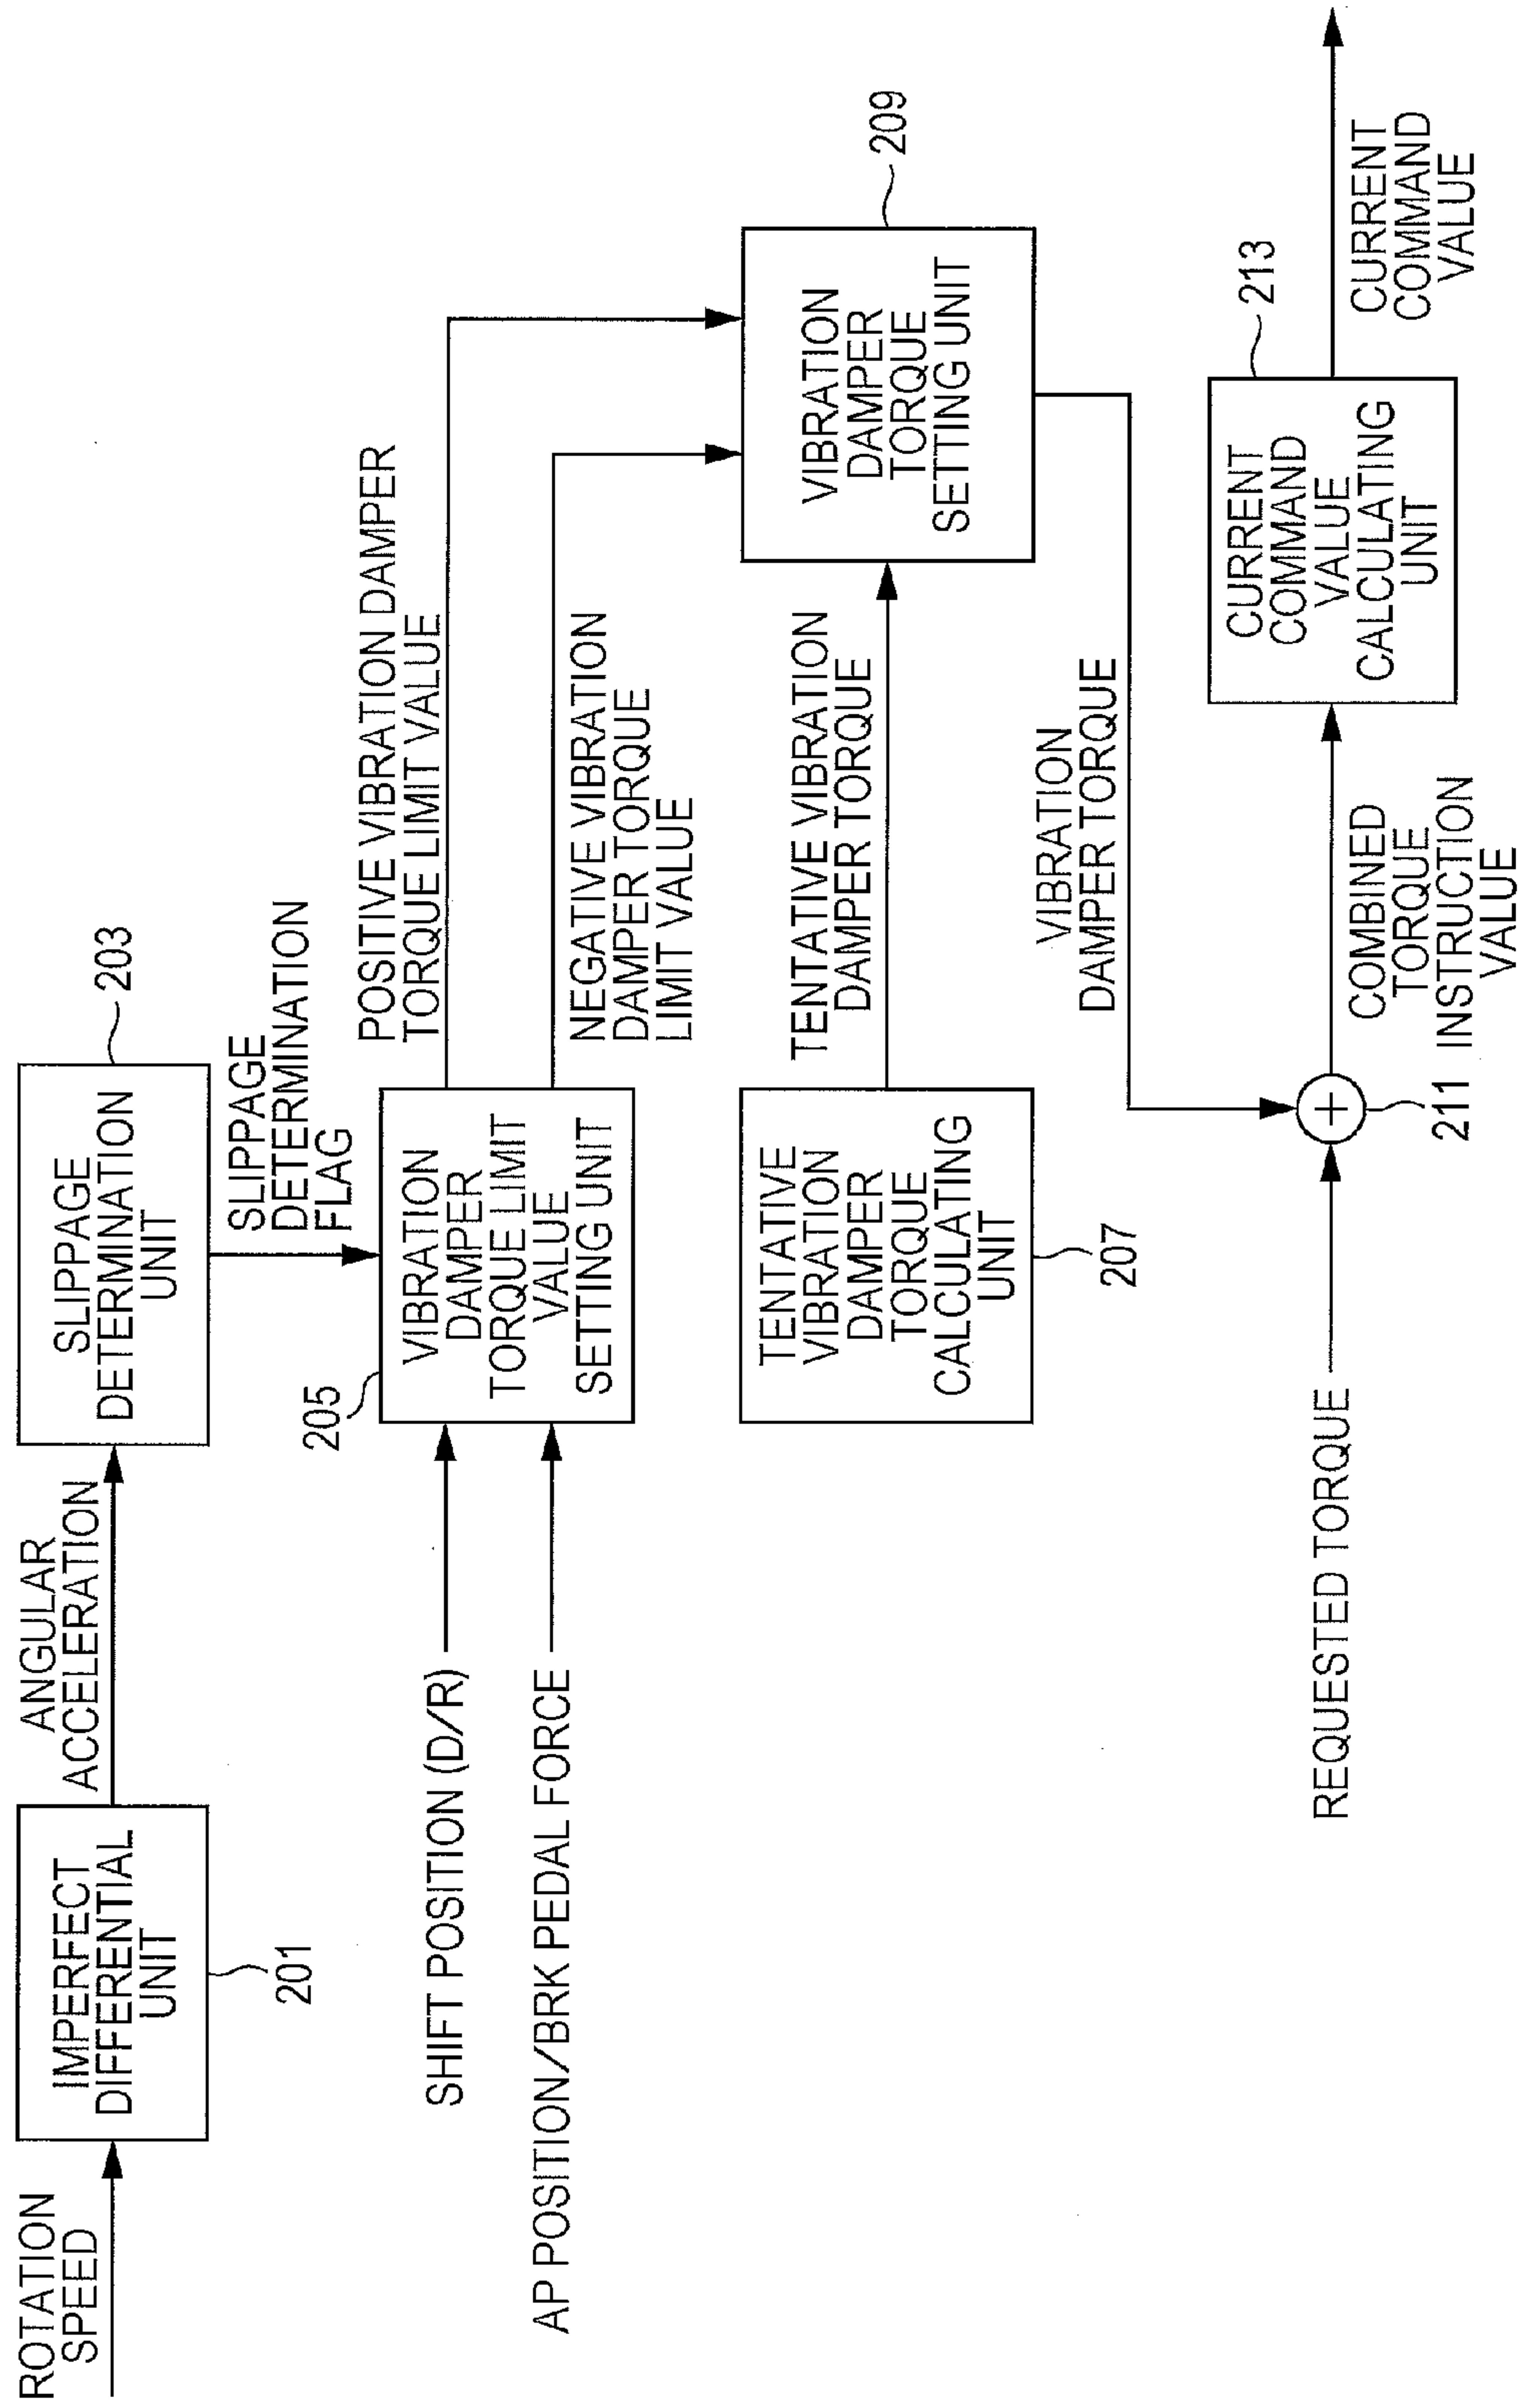 ROTATION
SPEED
IMPERFECT
DIFFERENTIAL
UNIT
201
ANGULAR
ACCELERATION
SLIPPAGE
DETERMINATION
UNIT
203
SLIPPAGE
DETERMINATION
FLAG
SHIFT POSITION (D/R)
AP POSITION/BRK PEDAL FORCE
205
VIBRATION
DAMPER
TORQUE LIMIT
VALUE
SETTING UNIT
POSITIVE VIBRATION DAMPER
TORQUE LIMIT VALUE
NEGATIVE VIBRATION
DAMPER TORQUE
LIMIT VALUE
TENTATIVE
VIBRATION
DAMPER
TORQUE
CALCULATING
UNIT
207
TENTATIVE VIBRATION
DAMPER TORQUE
VIBRATION
DAMPER
TORQUE
SETTING UNIT
209
VIBRATION
DAMPER TORQUE
REQUESTED TORQUE
+
211
COMBINED
TORQUE
INSTRUCTION
VALUE
CURRENT
COMMAND
VALUE
CALCULATING
UNIT
213
CURRENT
COMMAND
VALUE